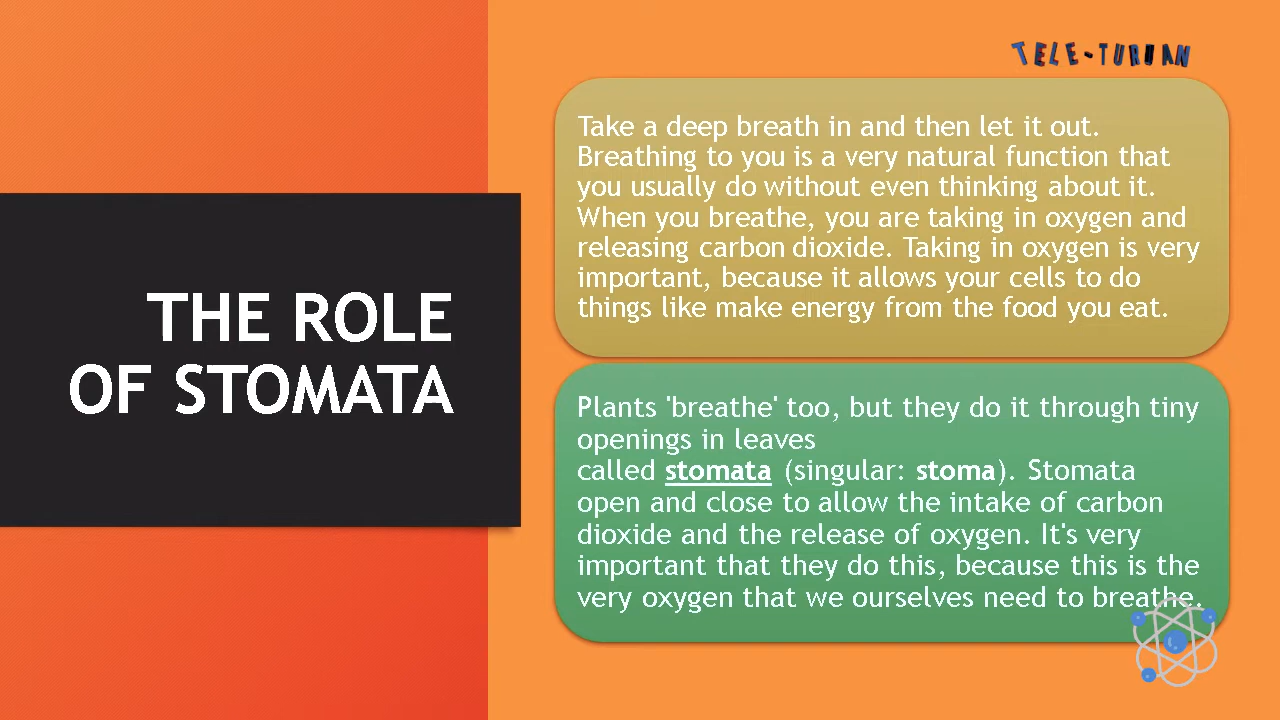 TELE-TURUAN
THE ROLE
OF STOMATA
Take a deep breath in and then let it out.
Breathing to you is a very natural function that
you usually do without even thinking about it.
When you breathe, you are taking in oxygen and
releasing carbon dioxide. Taking in oxygen is very
important, because it allows your cells to do
things like make energy from the food you eat.
Plants 'breathe' too, but they do it through tiny
openings in leaves
called stomata (singular: stoma). Stomata
open and close to allow the intake of carbon
dioxide and the release of oxygen. It's very
important that they do this, because this is the
very oxygen that we ourselves need to breathe.